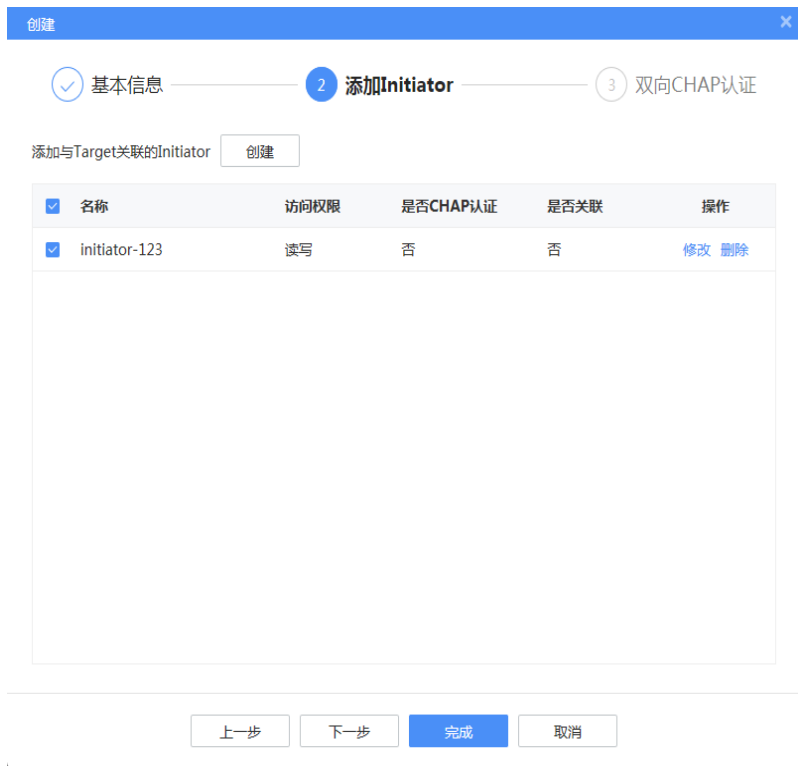 创建
基本信息 2 添加Initiator 3 双向CHAP认证
添加与Target关联的Initiator 创建
名称 访问权限 是否CHAP认证 是否关联 操作
initiator-123 读写 否 否 修改 删除
上一步 下一步 完成 取消